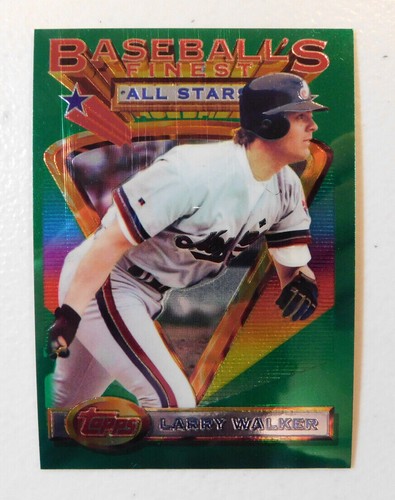 BASEBALL'S
FINEST
ALL STARS
Topps
LARRY WALKER